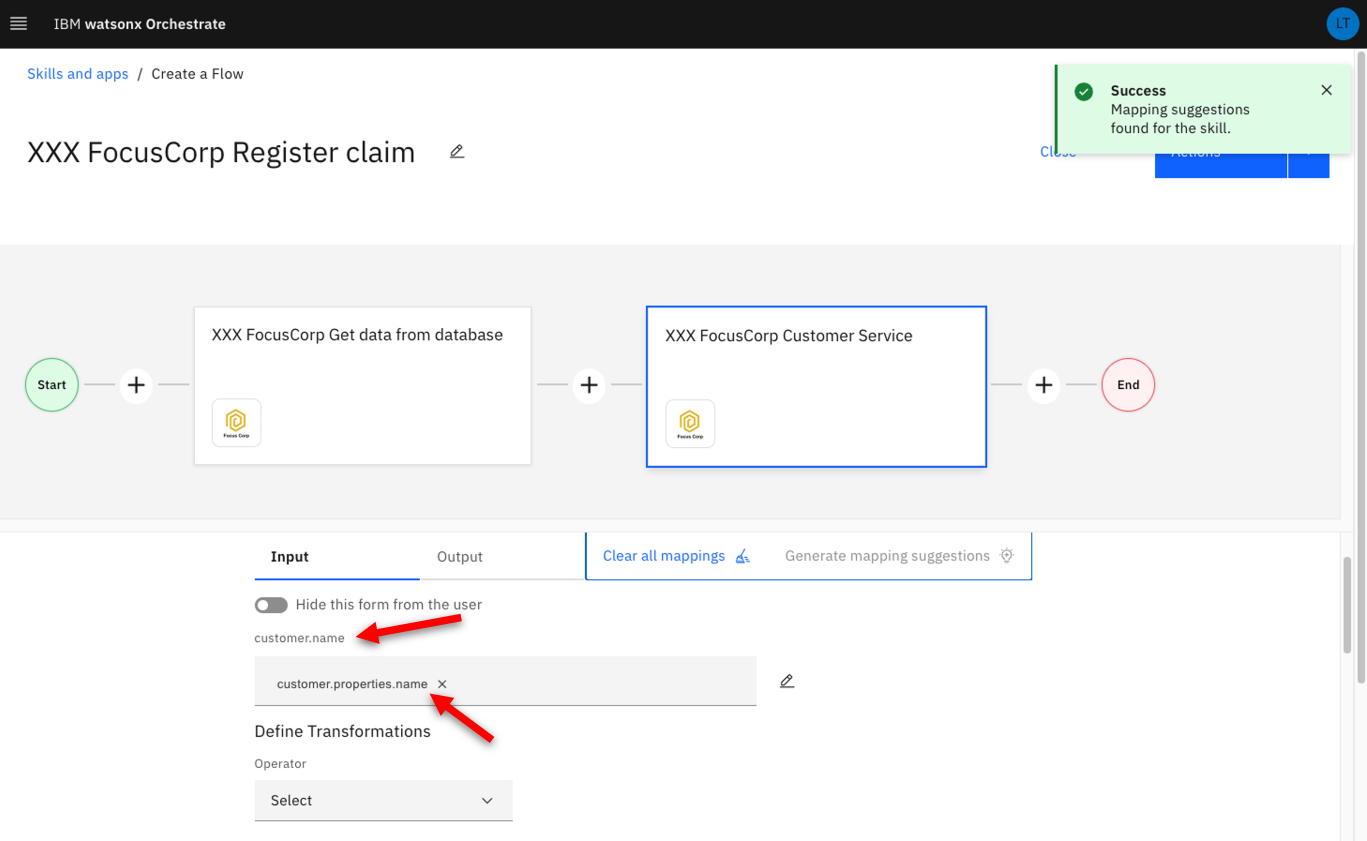 IBM watsonx Orchestrate
LT
Skills and apps / Create a Flow
Success
Mapping suggestions
found for the skill.
XXX FocusCorp Register claim
Close
Actions
XXX FocusCorp Get data from database
XXX FocusCorp Customer Service
Start
End
Focus Corp
Focus Corp
Input
Output
Clear all mappings
Generate mapping suggestions
Hide this form from the user
customer.name
customer.properties.name
Define Transformations
Operator
Select